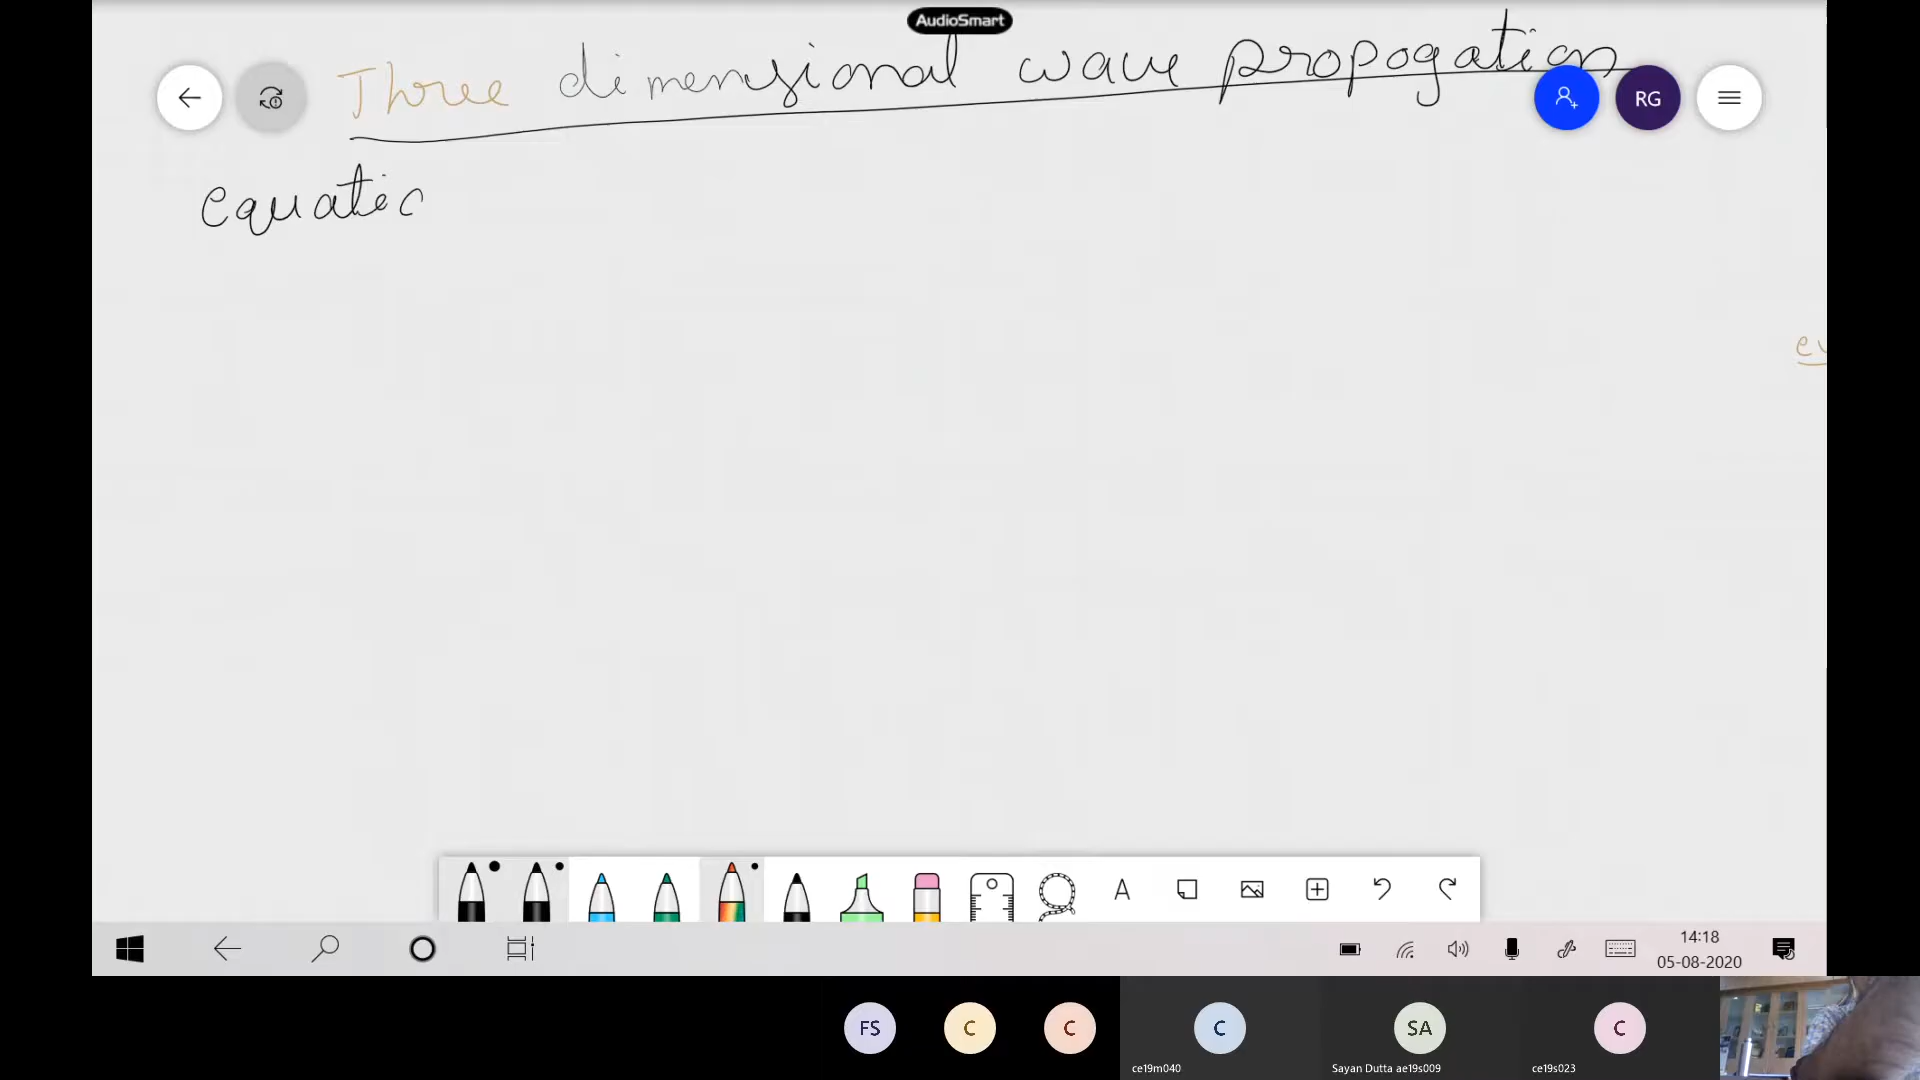 AudioSmart
Three dimensional wave propogation
RG
equatio
A
14:18
05-08-2020
FS
C
C
C
SA
C
ce19m040
Sayan Dutta ae19s009
ce19s023